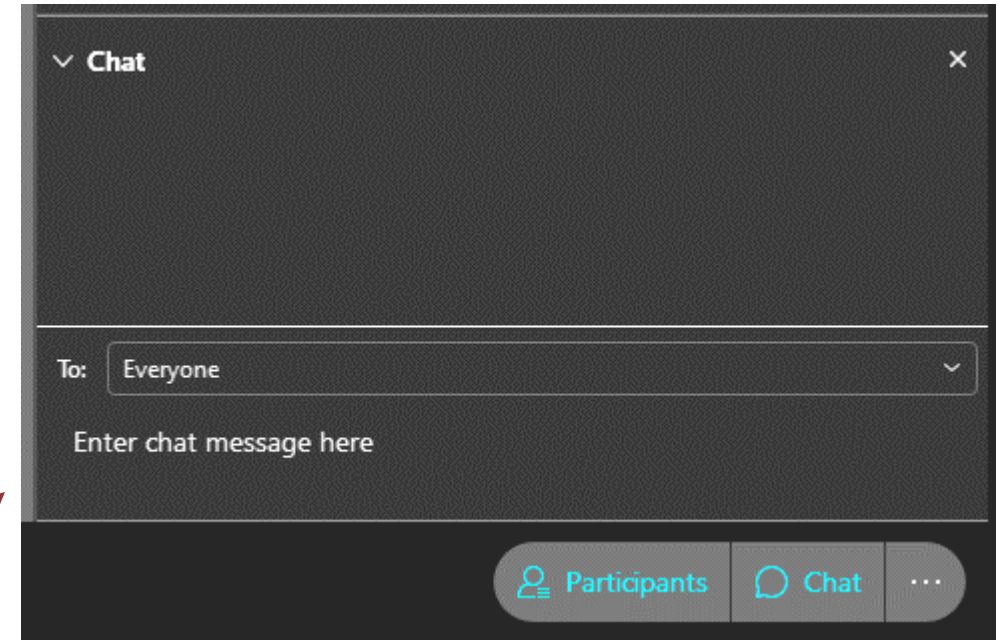 Chat
To: Everyone
Enter chat message here
Participants Chat ...